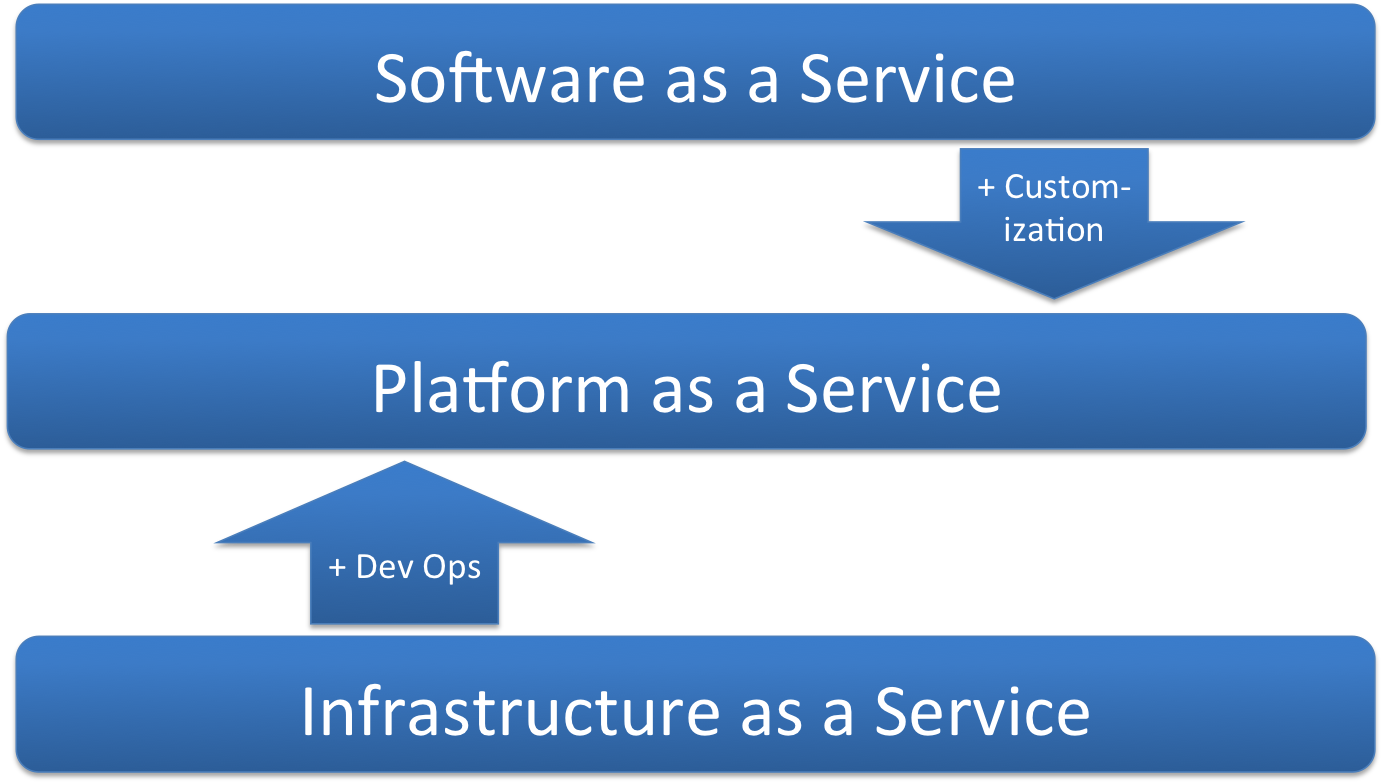 Software as a Service
+ Custom-
ization
Platform as a Service
+ Dev Ops
Infrastructure as a Service